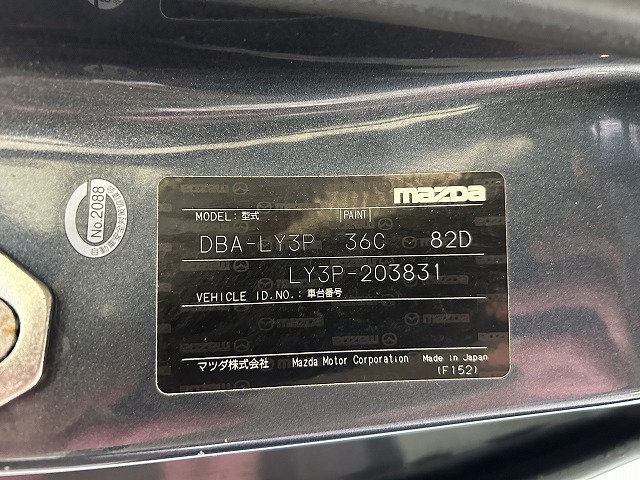 mazda
MODEL: 型式 PAINT
DBA-LY3P 36C 82D
LY3P-203831
VEHICLE ID.NO.: 車台番号
マツダ株式会社 Mazda Motor Corporation Made in Japan
(F152)
No.2088